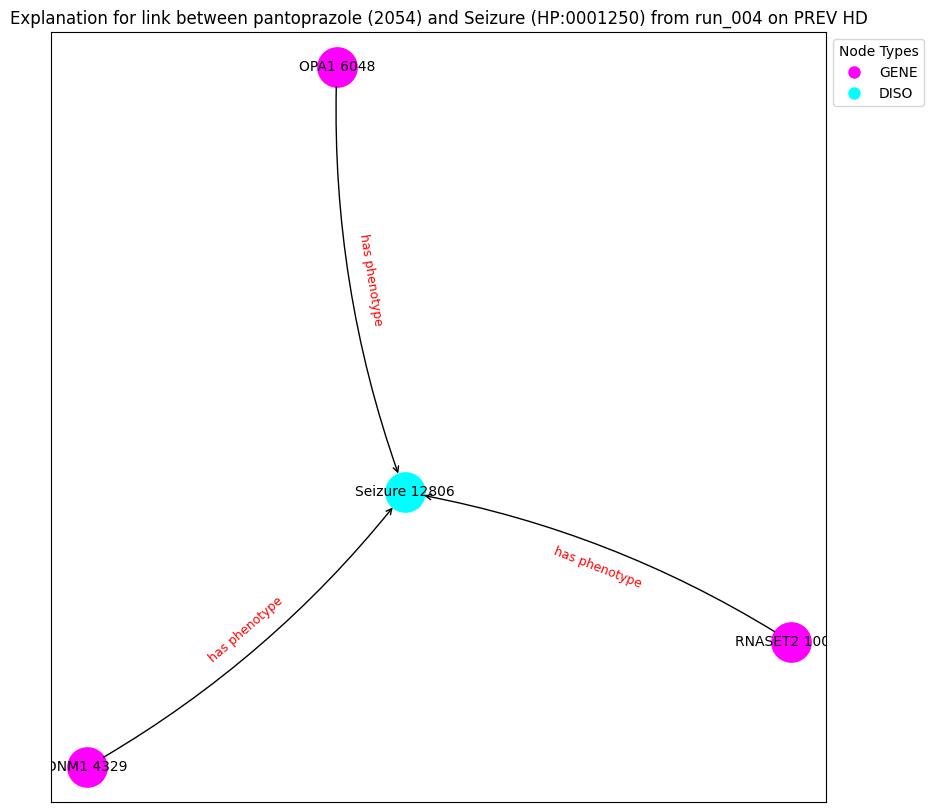 Explanation for link between pantoprazole (2054) and Seizure (HP:0001250) from run_004 on PREV HD
Node Types
GENE
DISO
OPA1 6048
has phenotype
Seizure 12806
has phenotype
has phenotype
RNASET2 100
DNM1 4329